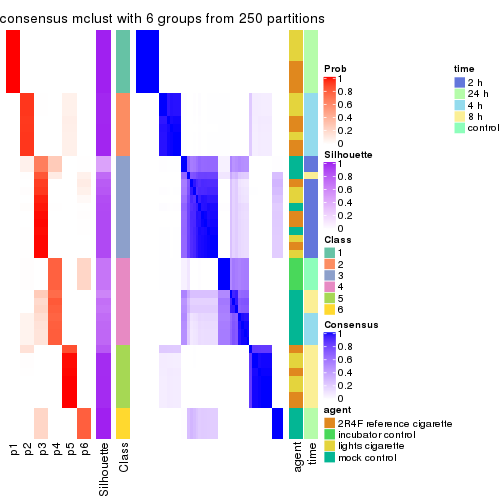 consensus mclust with 6 groups from 250 partitions
Prob
1
0.8
0.6
0.4
0.2
0
Silhouette
1
0.8
0.6
0.4
0.2
0
Class
1
2
3
4
5
6
Consensus
1
0.8
0.6
0.4
0.2
0
agent
2R4F reference cigarette
incubator control
lights cigarette
mock control
time
2 h
24 h
4 h
8 h
control
p1
p2
p3
p4
p5
p6
Silhouette
Class
agent
time